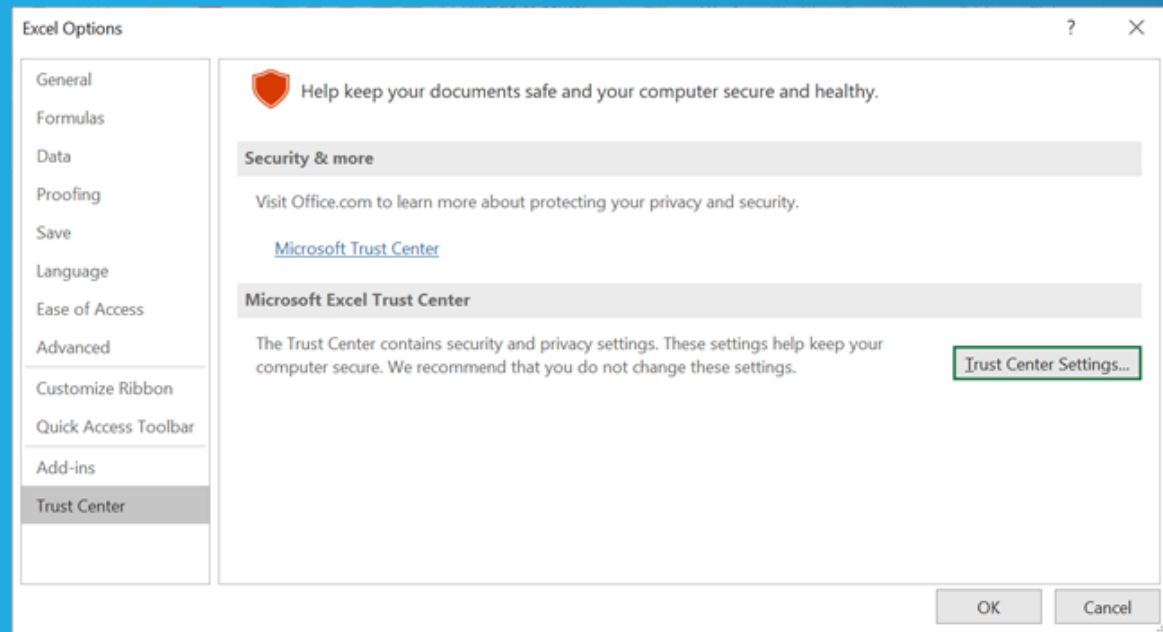 Excel Options
?
General
Formulas
Data
Proofing
Save
Language
Ease of Access
Advanced
Customize Ribbon
Quick Access Toolbar
Add-ins
Trust Center
Help keep your documents safe and your computer secure and healthy.
Security & more
Visit Office.com to learn more about protecting your privacy and security.
Microsoft Trust Center
Microsoft Excel Trust Center
The Trust Center contains security and privacy settings. These settings help keep your
computer secure. We recommend that you do not change these settings.
Trust Center Settings...
OK
Cancel